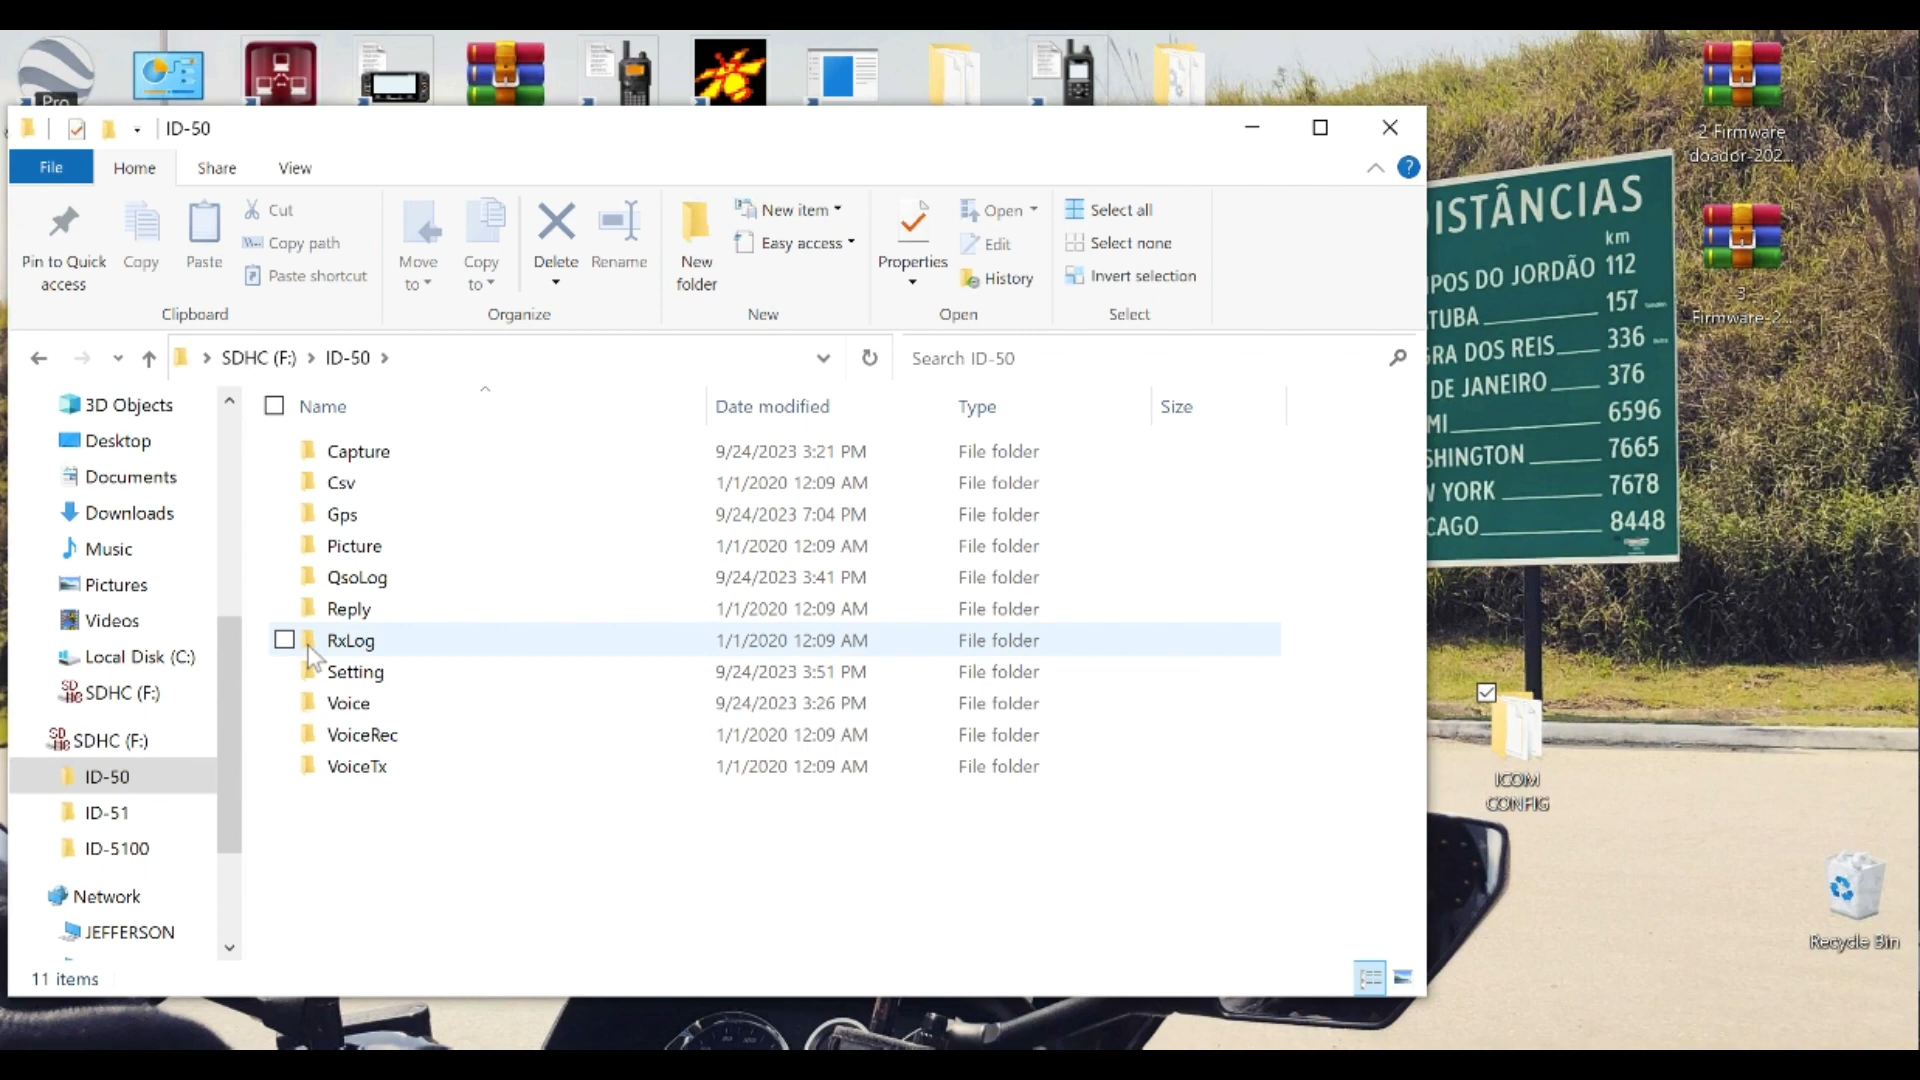 Pro
2 Firmware
doador-202...
3
Firmware-2...
ID-50
File
Home
Share
View
Pin to Quick
access
Copy
Paste
Cut
Copy path
Paste shortcut
Clipboard
Move
to
Copy
to
Delete
Rename
Organize
New
folder
New item
Easy access
New
Properties
Open
Edit
History
Open
Select all
Select none
Invert selection
Select
SDHC (F:)
ID-50
Search ID-50
3D Objects
Desktop
Documents
Downloads
Music
Pictures
Videos
Local Disk (C:)
SDHC (F:)
SDHC (F:)
ID-50
ID-51
ID-5100
Network
JEFFERSON
Name Date modified Type Size
Capture 9/24/2023 3:21 PM File folder
Csv 1/1/2020 12:09 AM File folder
Gps 9/24/2023 7:04 PM File folder
Picture 1/1/2020 12:09 AM File folder
QsoLog 9/24/2023 3:41 PM File folder
Reply 1/1/2020 12:09 AM File folder
RxLog 1/1/2020 12:09 AM File folder
Setting 9/24/2023 3:51 PM File folder
Voice 9/24/2023 3:26 PM File folder
VoiceRec 1/1/2020 12:09 AM File folder
VoiceTx 1/1/2020 12:09 AM File folder
11 items
ISTÂNCIAS
km
POS DO JORDÃO 112
TUBA 157
RA DOS REIS 336
DE JANEIRO 376
MI 6596
SHINGTON 7665
YORK 7678
CAGO 8448
ICOM
CONFIG
Recycle Bin